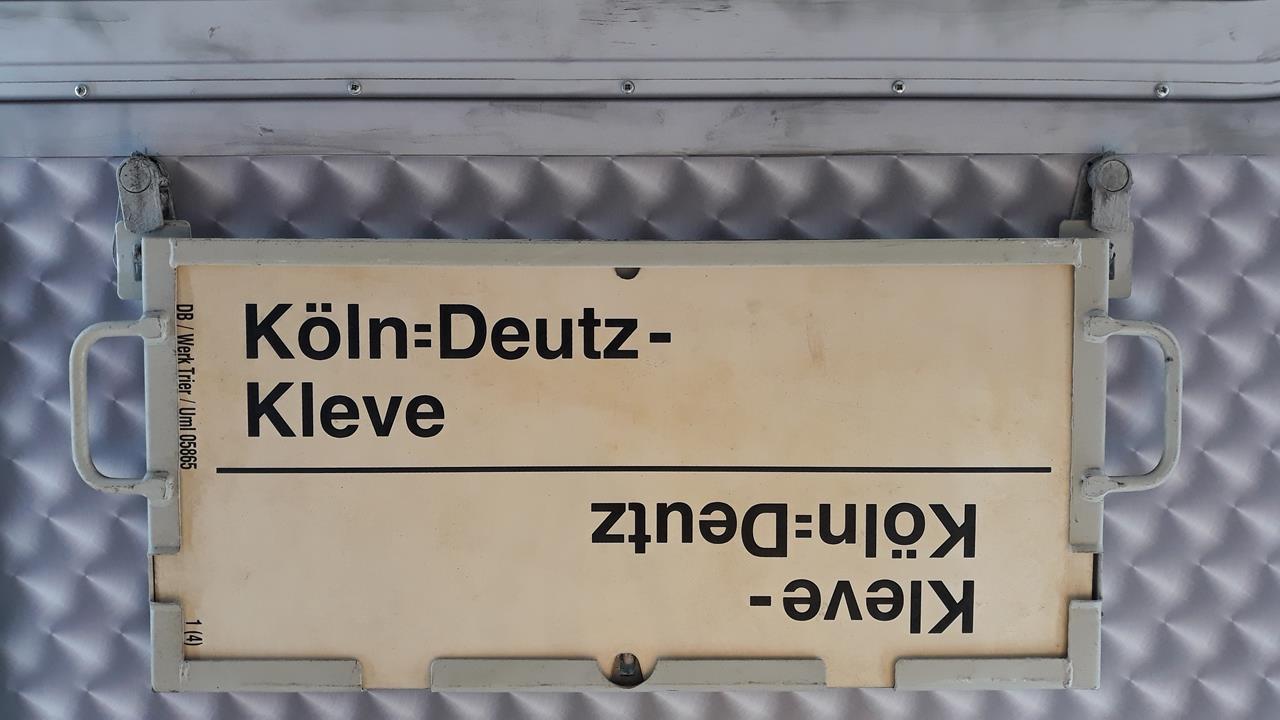 Köln=Deutz-
Kleve
Kleve-
Köln=Deutz
DB / Werk Trier / Uml 05865
1 (4)